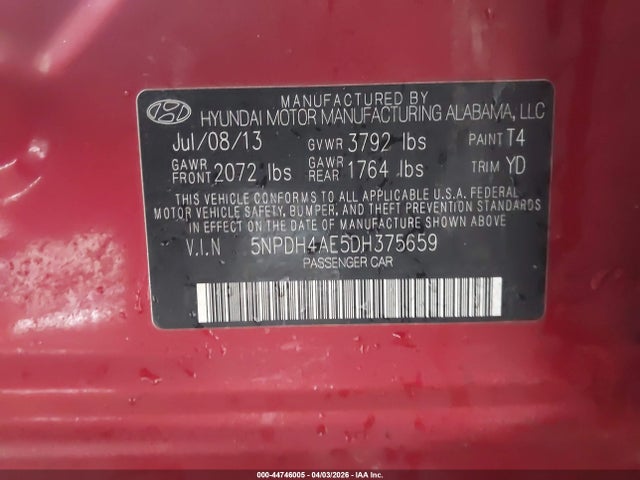 MANUFACTURED BY
HYUNDAI MOTOR MANUFACTURING ALABAMA, LLC
Jul/08/13 GVWR 3792 lbs PAINT T4
GAWR FRONT 2072 lbs GAWR REAR 1764 lbs TRIM YD
THIS VEHICLE CONFORMS TO ALL APPLICABLE U.S.A. FEDERAL
MOTOR VEHICLE SAFETY, BUMPER, AND THEFT PREVENTION STANDARDS
IN EFFECT ON THE DATE OF MANUFACTURE SHOWN ABOVE
V.I.N 5NPDH4AE5DH375659
PASSENGER CAR
000-44746005 - 04/03/2026 - IAA Inc.